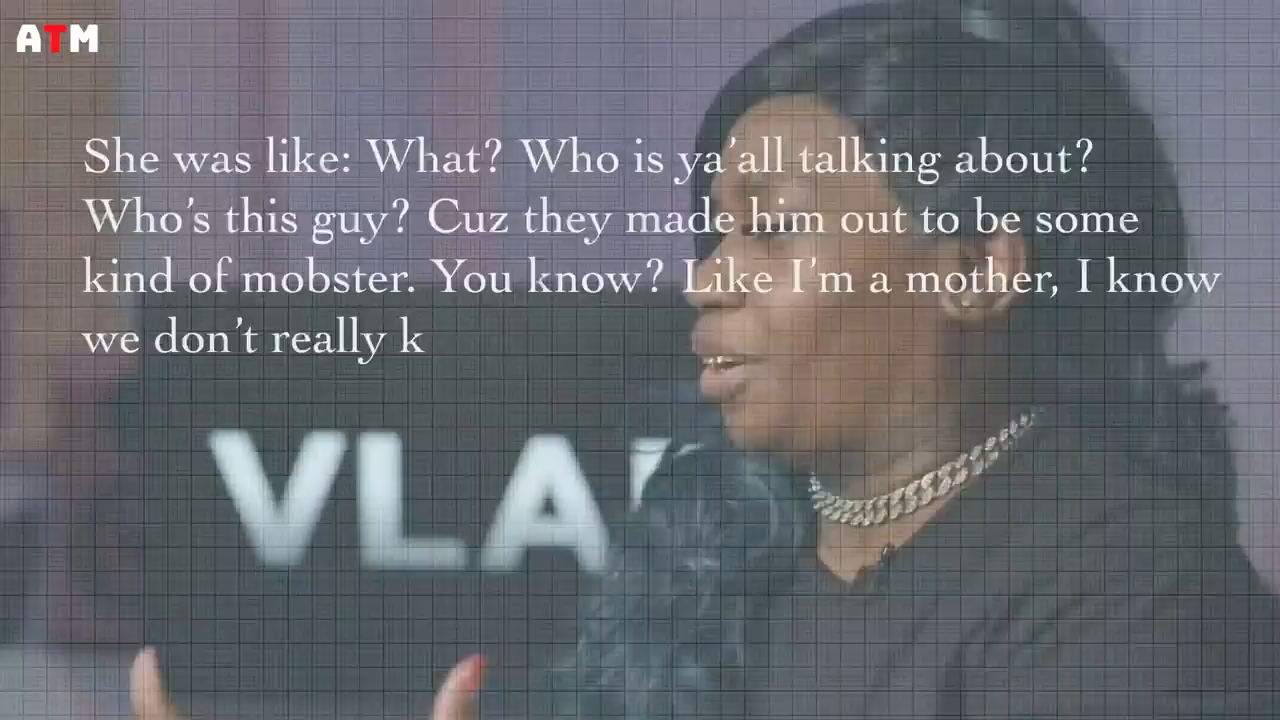 ATM
She was like: What? Who is ya’all talking about?
Who’s this guy? Cuz they made him out to be some
kind of mobster. You know? Like I’m a mother, I know
we don’t really k
VLA